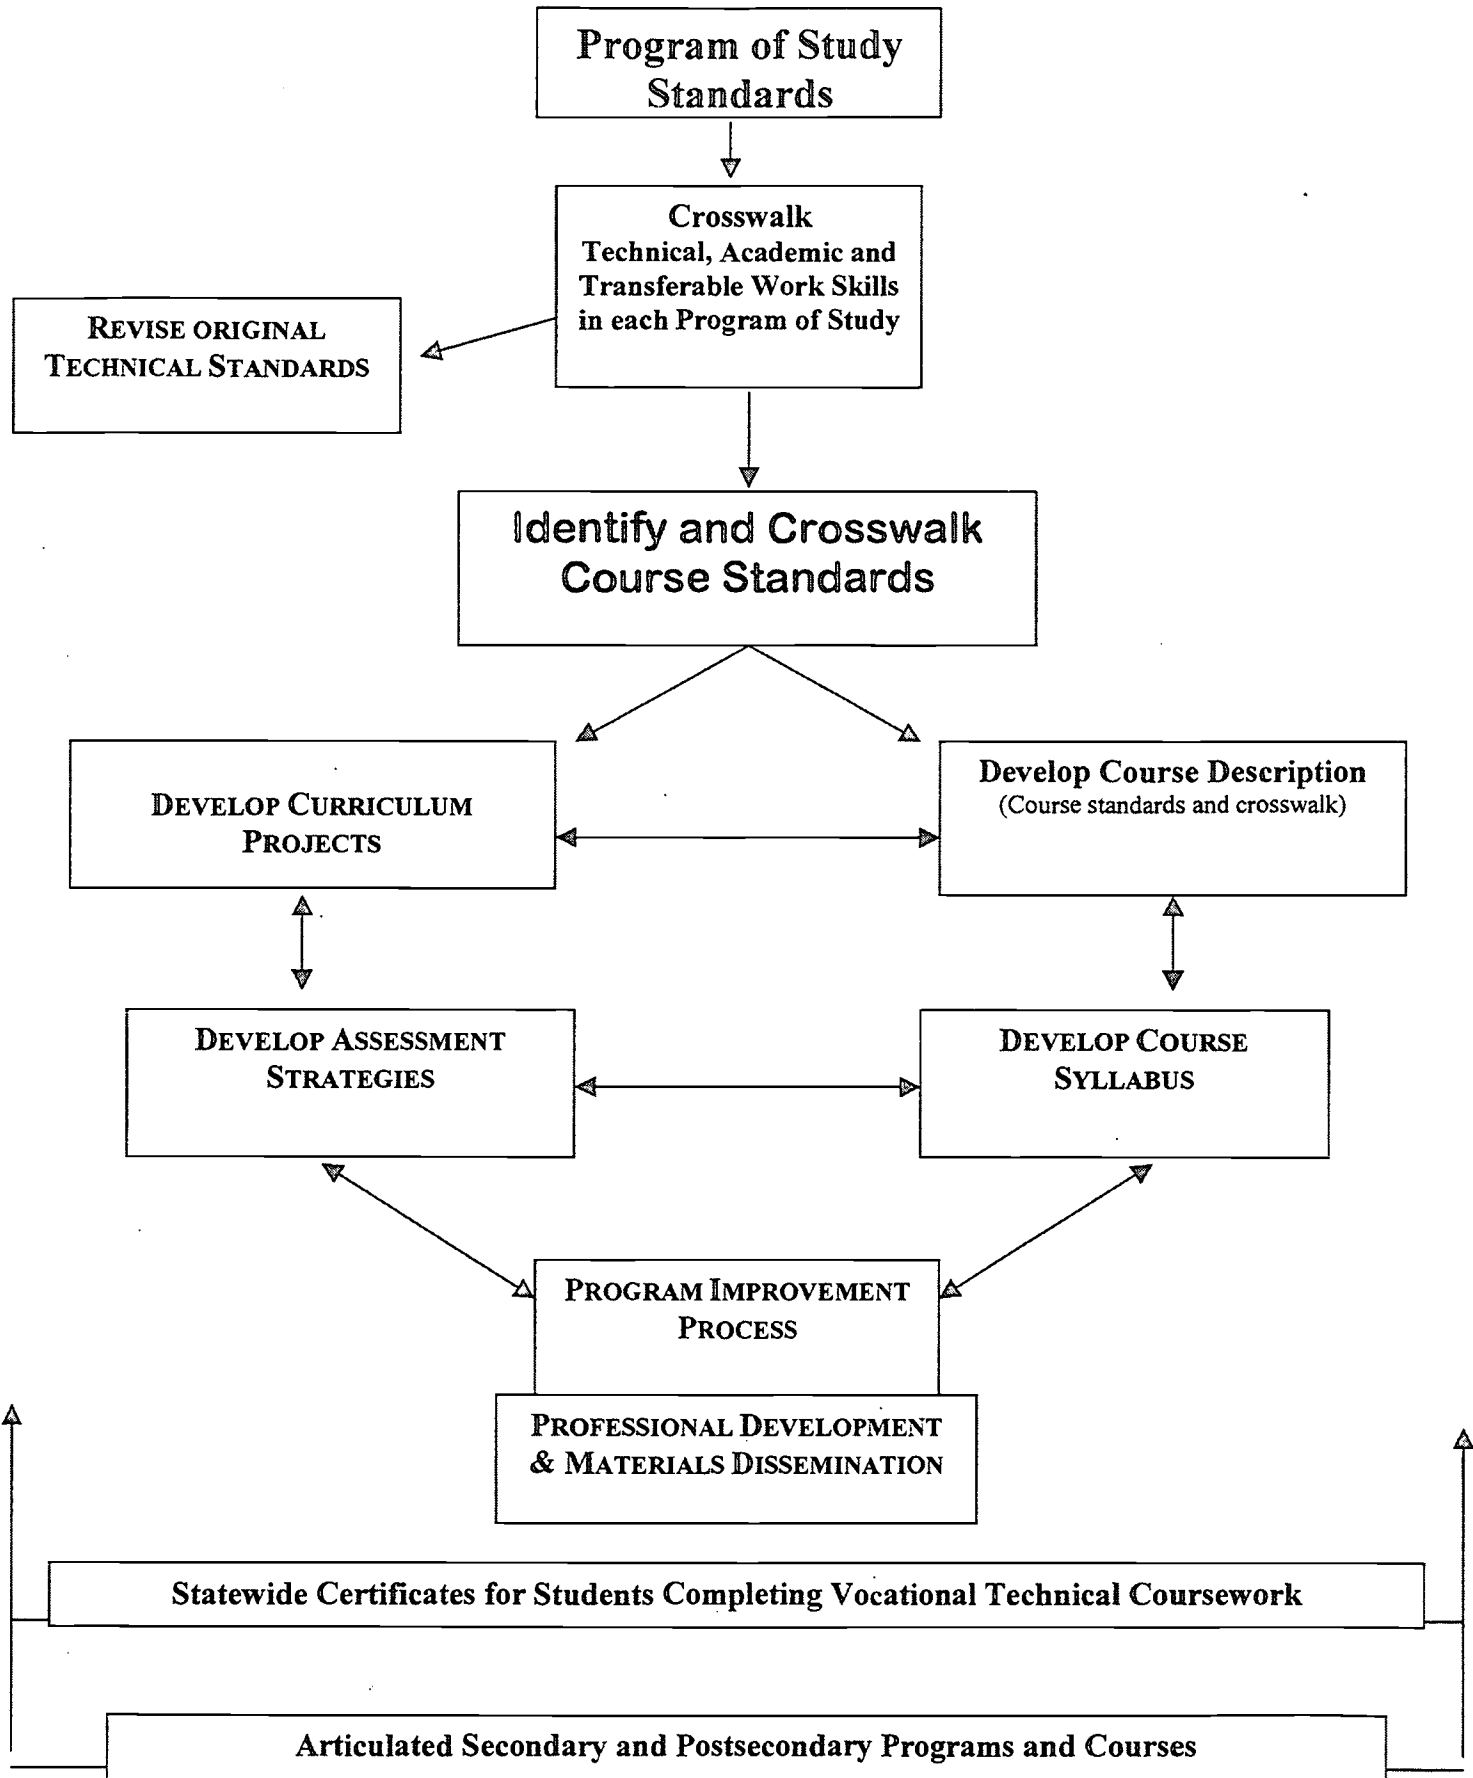 Program of Study
Standards
Crosswalk
Technical, Academic and
Transferable Work Skills
in each Program of Study
REVISE ORIGINAL
TECHNICAL STANDARDS
Identify and Crosswalk
Course Standards
DEVELOP CURRICULUM
PROJECTS
Develop Course Description
(Course standards and crosswalk)
DEVELOP ASSESSMENT
STRATEGIES
DEVELOP COURSE
SYLLABUS
PROGRAM IMPROVEMENT
PROCESS
PROFESSIONAL DEVELOPMENT
& MATERIALS DISSEMINATION
Statewide Certificates for Students Completing Vocational Technical Coursework
Articulated Secondary and Postsecondary Programs and Courses